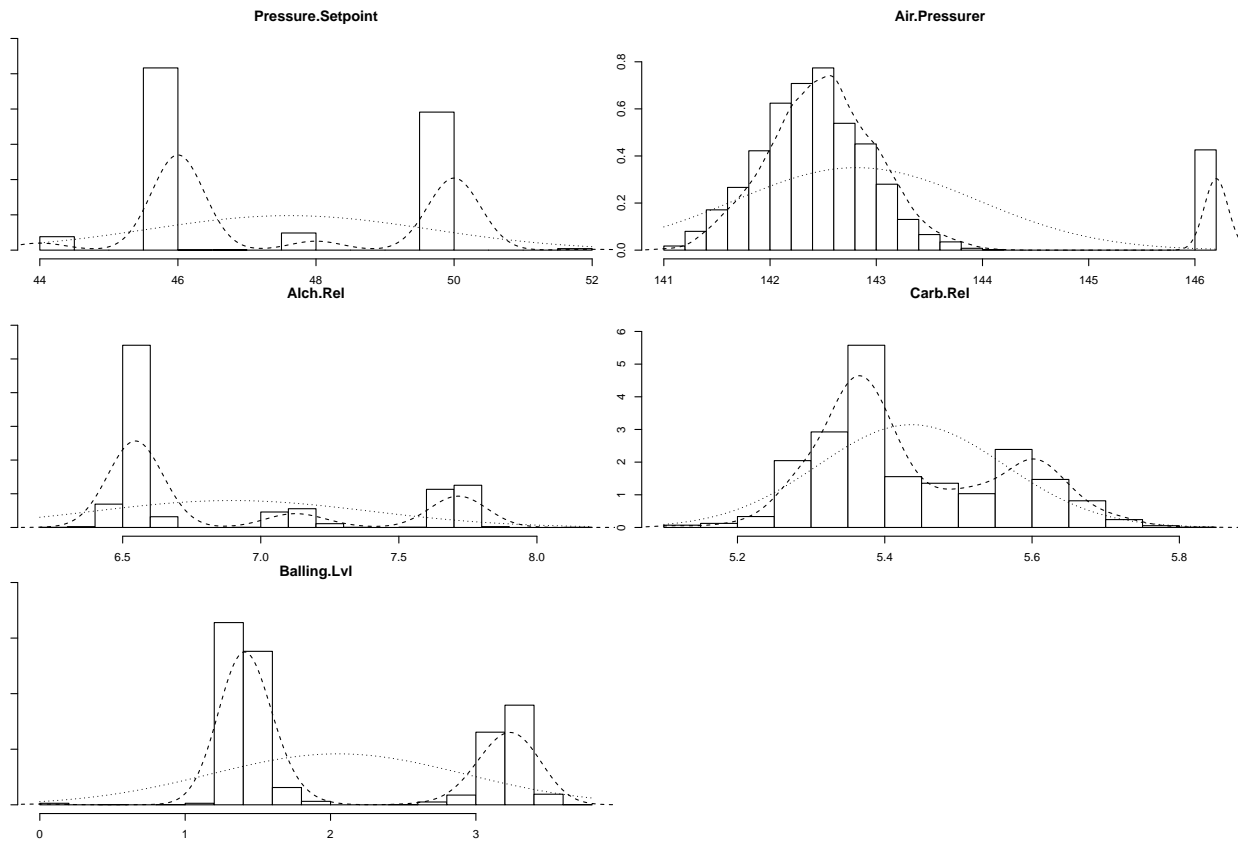 Pressure.Setpoint
44 46 48 50 52
Air.Pressurer
0.0 0.2 0.4 0.6 0.8
141 142 143 144 145 146
Alch.Rel
6.5 7.0 7.5 8.0
Carb.Rel
0 1 2 3 4 5 6
5.2 5.4 5.6 5.8
Balling.Lvl
0 1 2 3